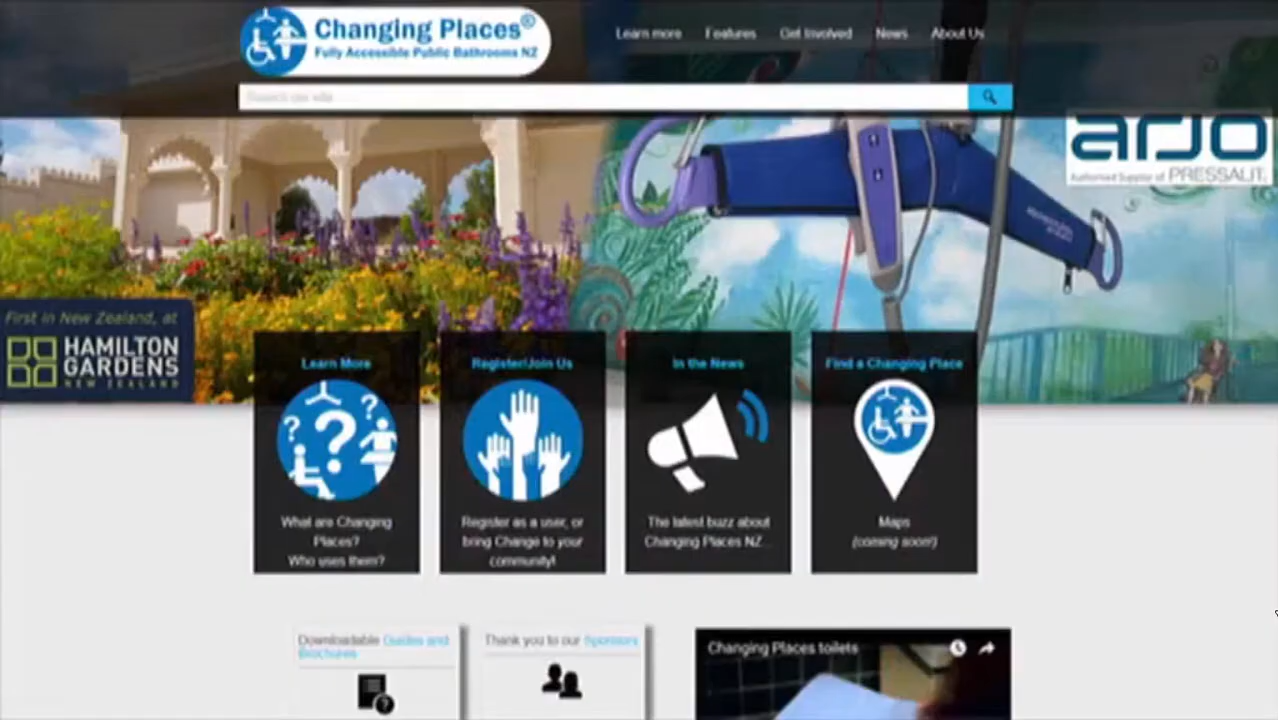 Changing Places®
Fully Accessible Public Bathrooms NZ
Learn more
Features
Get Involved
News
About Us
arjo
Authorised Supplier of PRESSALIT
First in New Zealand, at
HAMILTON
GARDENS
NEW ZEALAND
Learn More
What are Changing
Places?
Who uses them?
Register/Join Us
Register as a user, or
bring Change to your
community!
In the News
The latest buzz about
Changing Places NZ...
Find a Changing Place
Maps
(coming soon!)
Downloadable Guides and
Brochures
Thank you to our Sponsors
Changing Places toilets